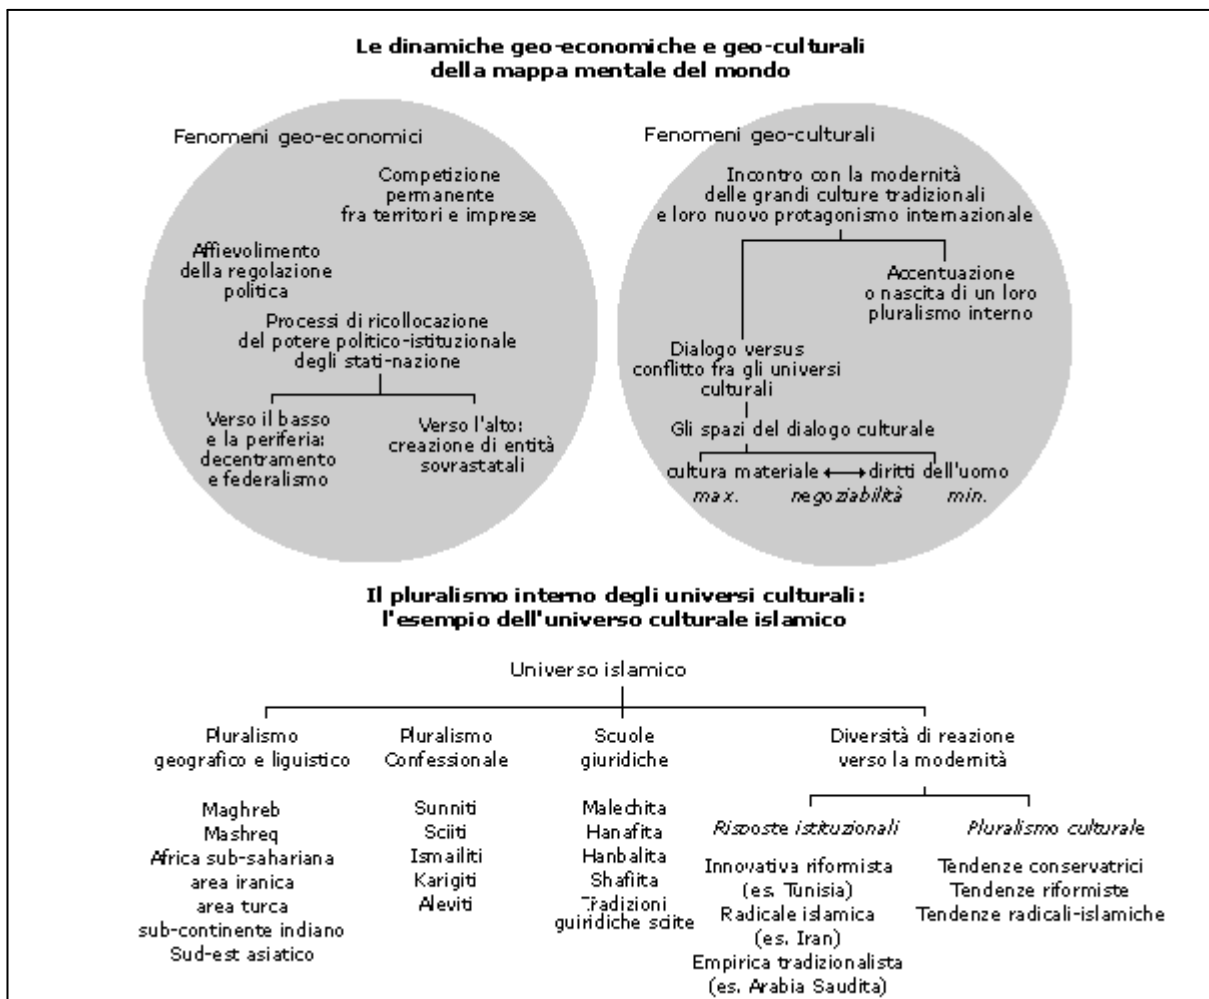 Le dinamiche geo-economiche e geo-culturali
della mappa mentale del mondo
Fenomeni geo-economici
Competizione
permanente
fra territori e imprese
Affievolimento
della regolazione
politica
Processi di ricollocazione
del potere politico-istituzionale
degli stati-nazione
Verso il basso
e la periferia:
decentramento
e federalismo
Verso l'alto:
creazione di entità
sovrastatali
Fenomeni geo-culturali
Incontro con la modernità
delle grandi culture tradizionali
e loro nuovo protagonismo internazionale
Accentuazione
o nascita di un loro
pluralismo interno
Dialogo versus
conflitto fra gli universi
culturali
Gli spazi del dialogo culturale
cultura materiale ↔ diritti dell'uomo
max. negoziabilità min.
Il pluralismo interno degli universi culturali:
l'esempio dell'universo culturale islamico
Universo islamico
Pluralismo
geografico e liguistico
Maghreb
Mashreq
Africa sub-sahariana
area iranica
area turca
sub-continente indiano
Sud-est asiatico
Pluralismo
Confessionale
Sunniti
Sciiti
Ismailiti
Karigiti
Aleviti
Scuole
giuridiche
Malechita
Hanafita
Hanbalita
Shafiita
Tradizioni
guiridiche sciite
Diversità di reazione
verso la modernità
Risposte istituzionali
Innovativa riformista
(es. Tunisia)
Radicale islamica
(es. Iran)
Empirica tradizionalista
(es. Arabia Saudita)
Pluralismo culturale
Tendenze conservatrici
Tendenze riformiste
Tendenze radicali-islamiche